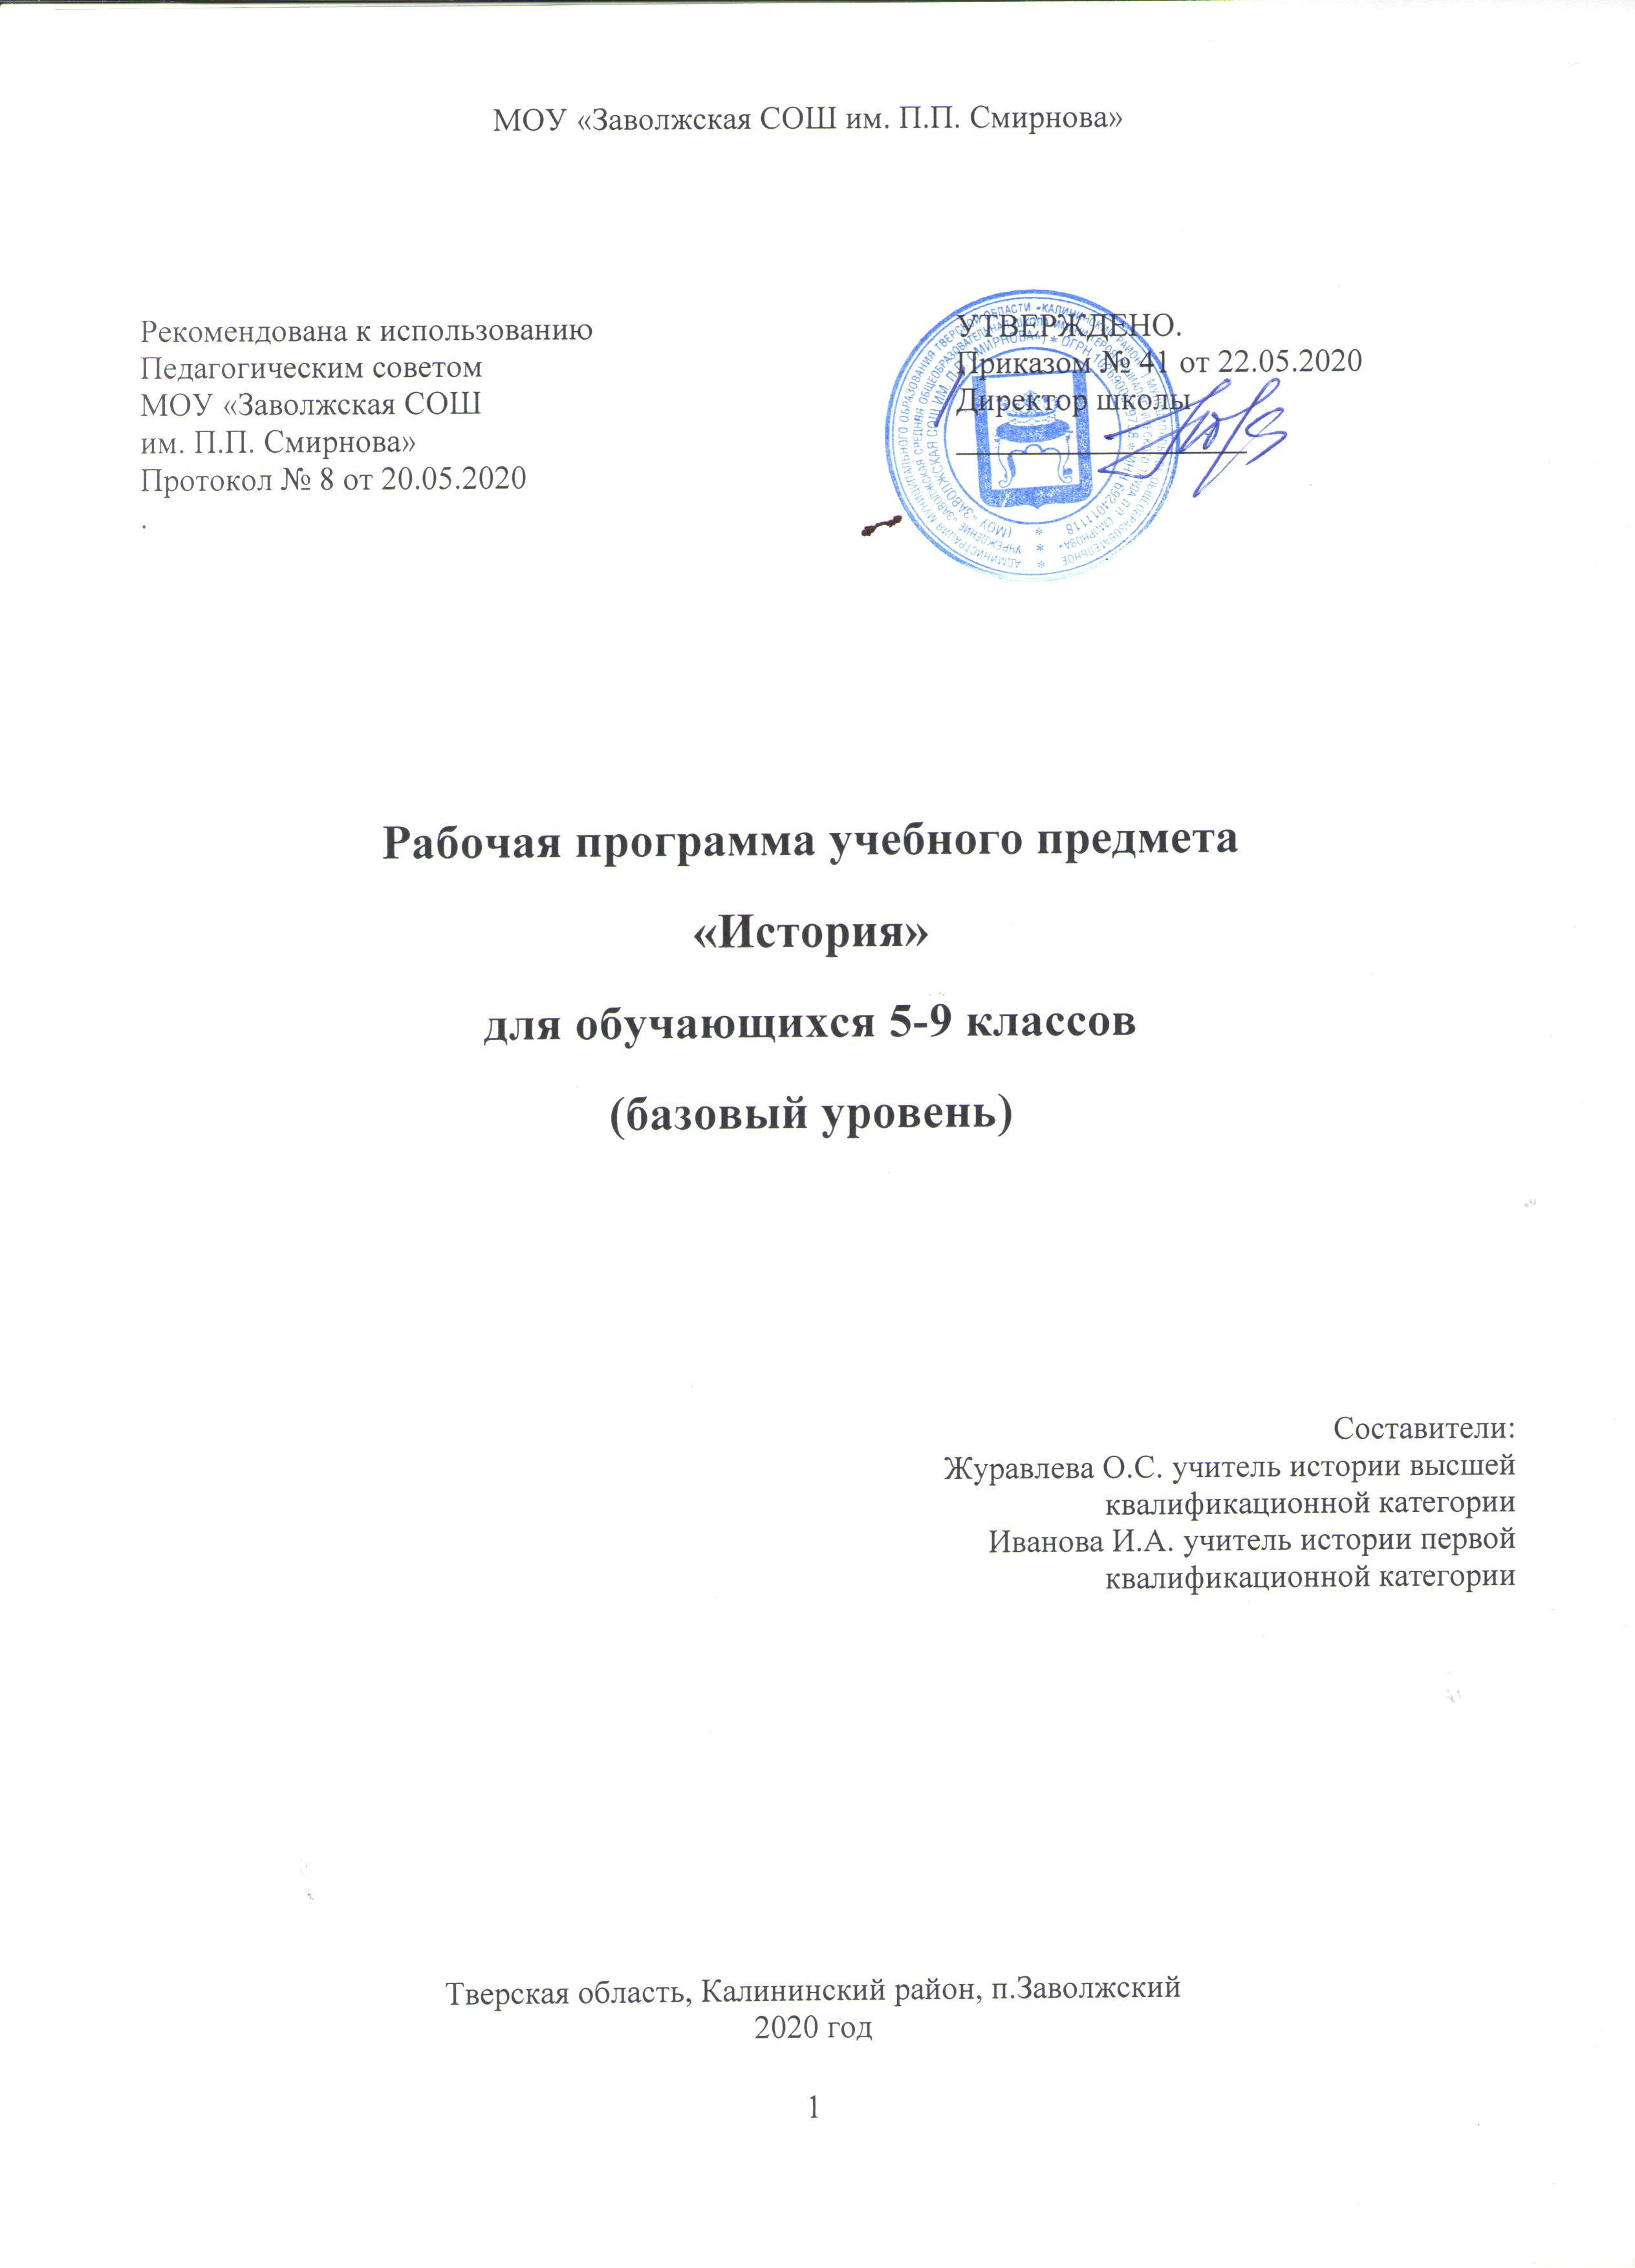 МОУ «Заволжская СОШ им. П.П. Смирнова»
Рекомендована к использованию
Педагогическим советом
МОУ «Заволжская СОШ
им. П.П. Смирнова»
Протокол № 8 от 20.05.2020
.
УТВЕРЖДЕНО.
Приказом № 41 от 22.05.2020
Директор школы
Рабочая программа учебного предмета
«История»
для обучающихся 5-9 классов
(базовый уровень)
Составители:
Журавлева О.С. учитель истории высшей
квалификационной категории
Иванова И.А. учитель истории первой
квалификационной категории
Тверская область, Калининский район, п.Заволжский
2020 год
1